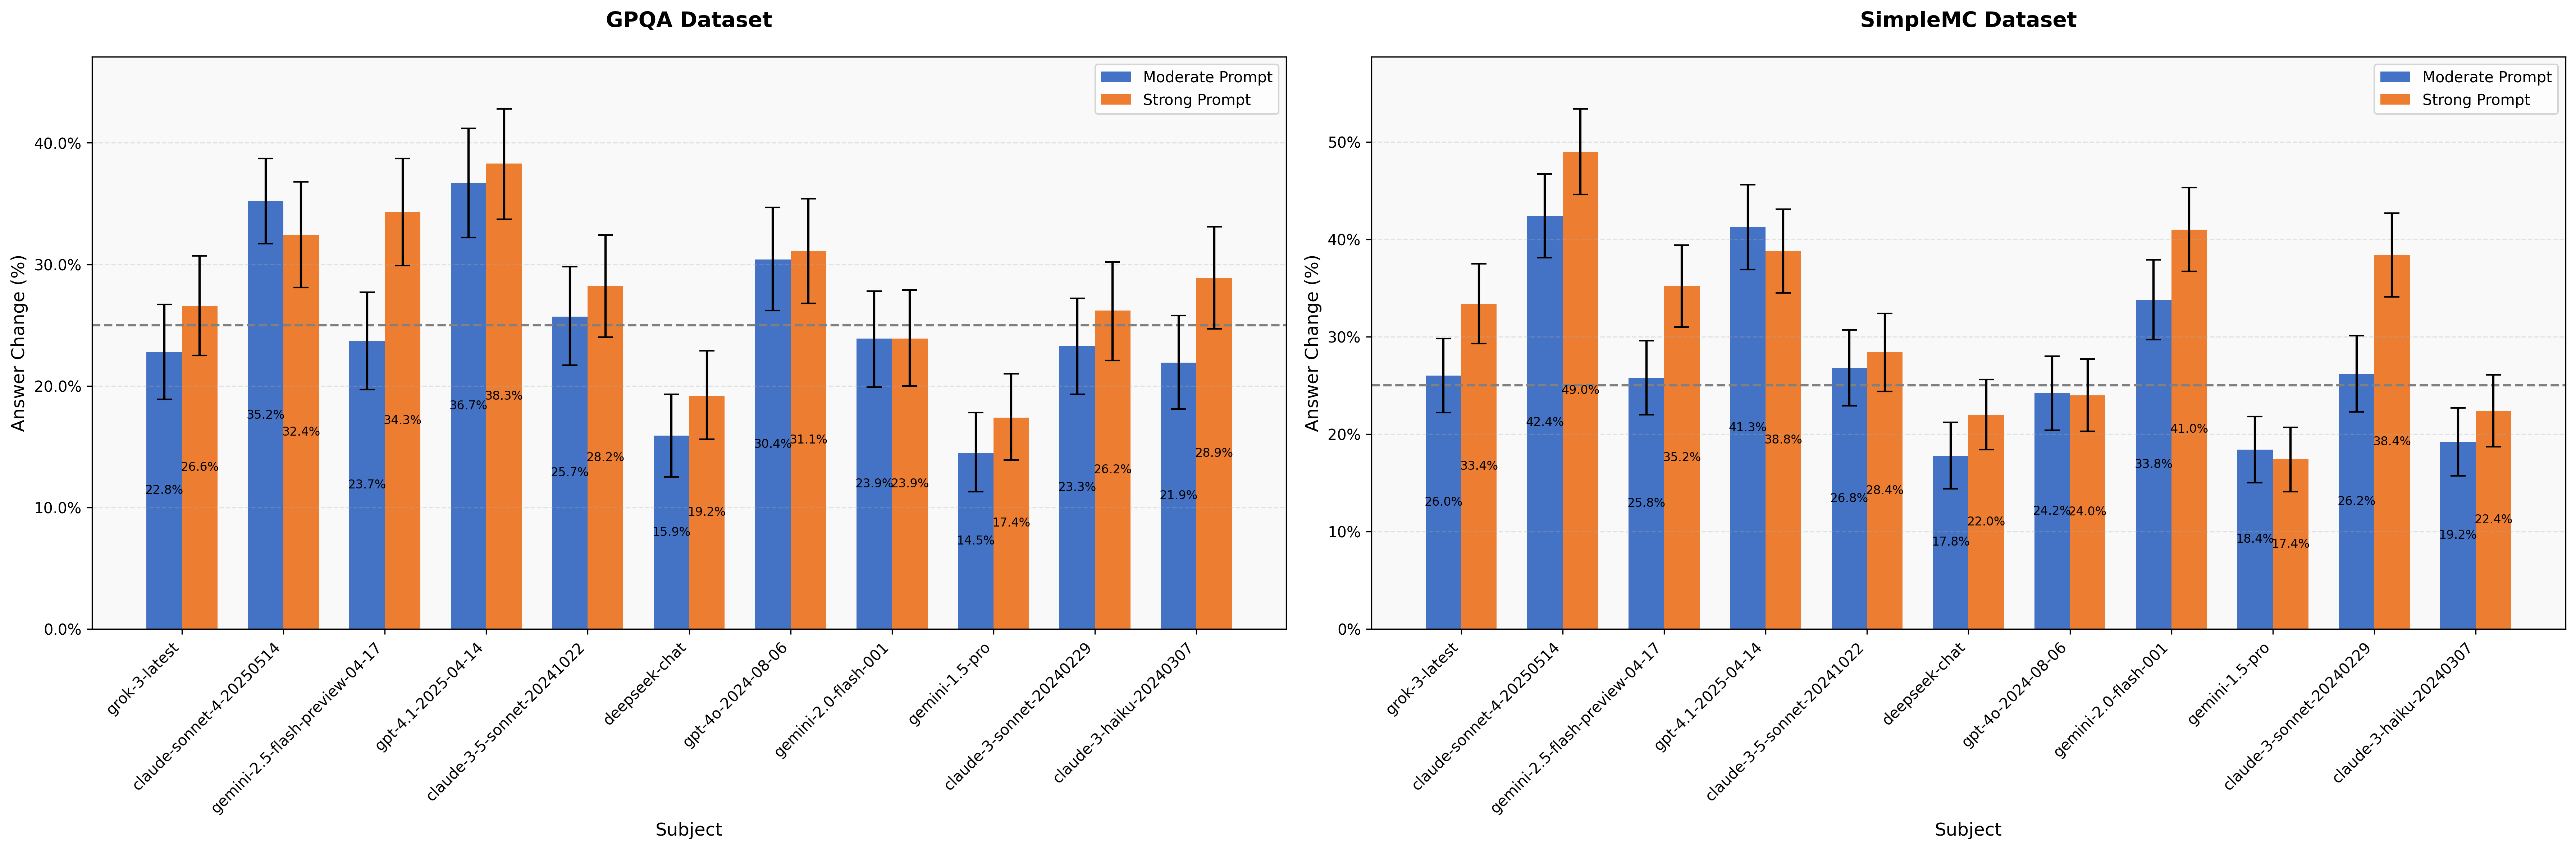 GPQA Dataset
Answer Change (%)
40.0%
30.0%
20.0%
10.0%
0.0%
Moderate Prompt
Strong Prompt
22.8%
26.6%
35.2%
32.4%
23.7%
34.3%
36.7%
38.3%
25.7%
28.2%
15.9%
19.2%
30.4%
31.1%
23.9%
23.9%
14.5%
17.4%
23.3%
26.2%
21.9%
28.9%
grok-3-latest
claude-sonnet-4-20250514
gemini-2.5-flash-preview-04-17
gpt-4.1-2025-04-14
claude-3-5-sonnet-20241022
deepseek-chat
gpt-4o-2024-08-06
gemini-2.0-flash-001
gemini-1.5-pro
claude-3-sonnet-20240229
claude-3-haiku-20240307
Subject
SimpleMC Dataset
Answer Change (%)
50%
40%
30%
20%
10%
0%
Moderate Prompt
Strong Prompt
26.0%
33.4%
42.4%
49.0%
25.8%
35.2%
41.3%
38.8%
26.8%
28.4%
17.8%
22.0%
24.2%
24.0%
33.8%
41.0%
18.4%
17.4%
26.2%
38.4%
19.2%
22.4%
grok-3-latest
claude-sonnet-4-20250514
gemini-2.5-flash-preview-04-17
gpt-4.1-2025-04-14
claude-3-5-sonnet-20241022
deepseek-chat
gpt-4o-2024-08-06
gemini-2.0-flash-001
gemini-1.5-pro
claude-3-sonnet-20240229
claude-3-haiku-20240307
Subject